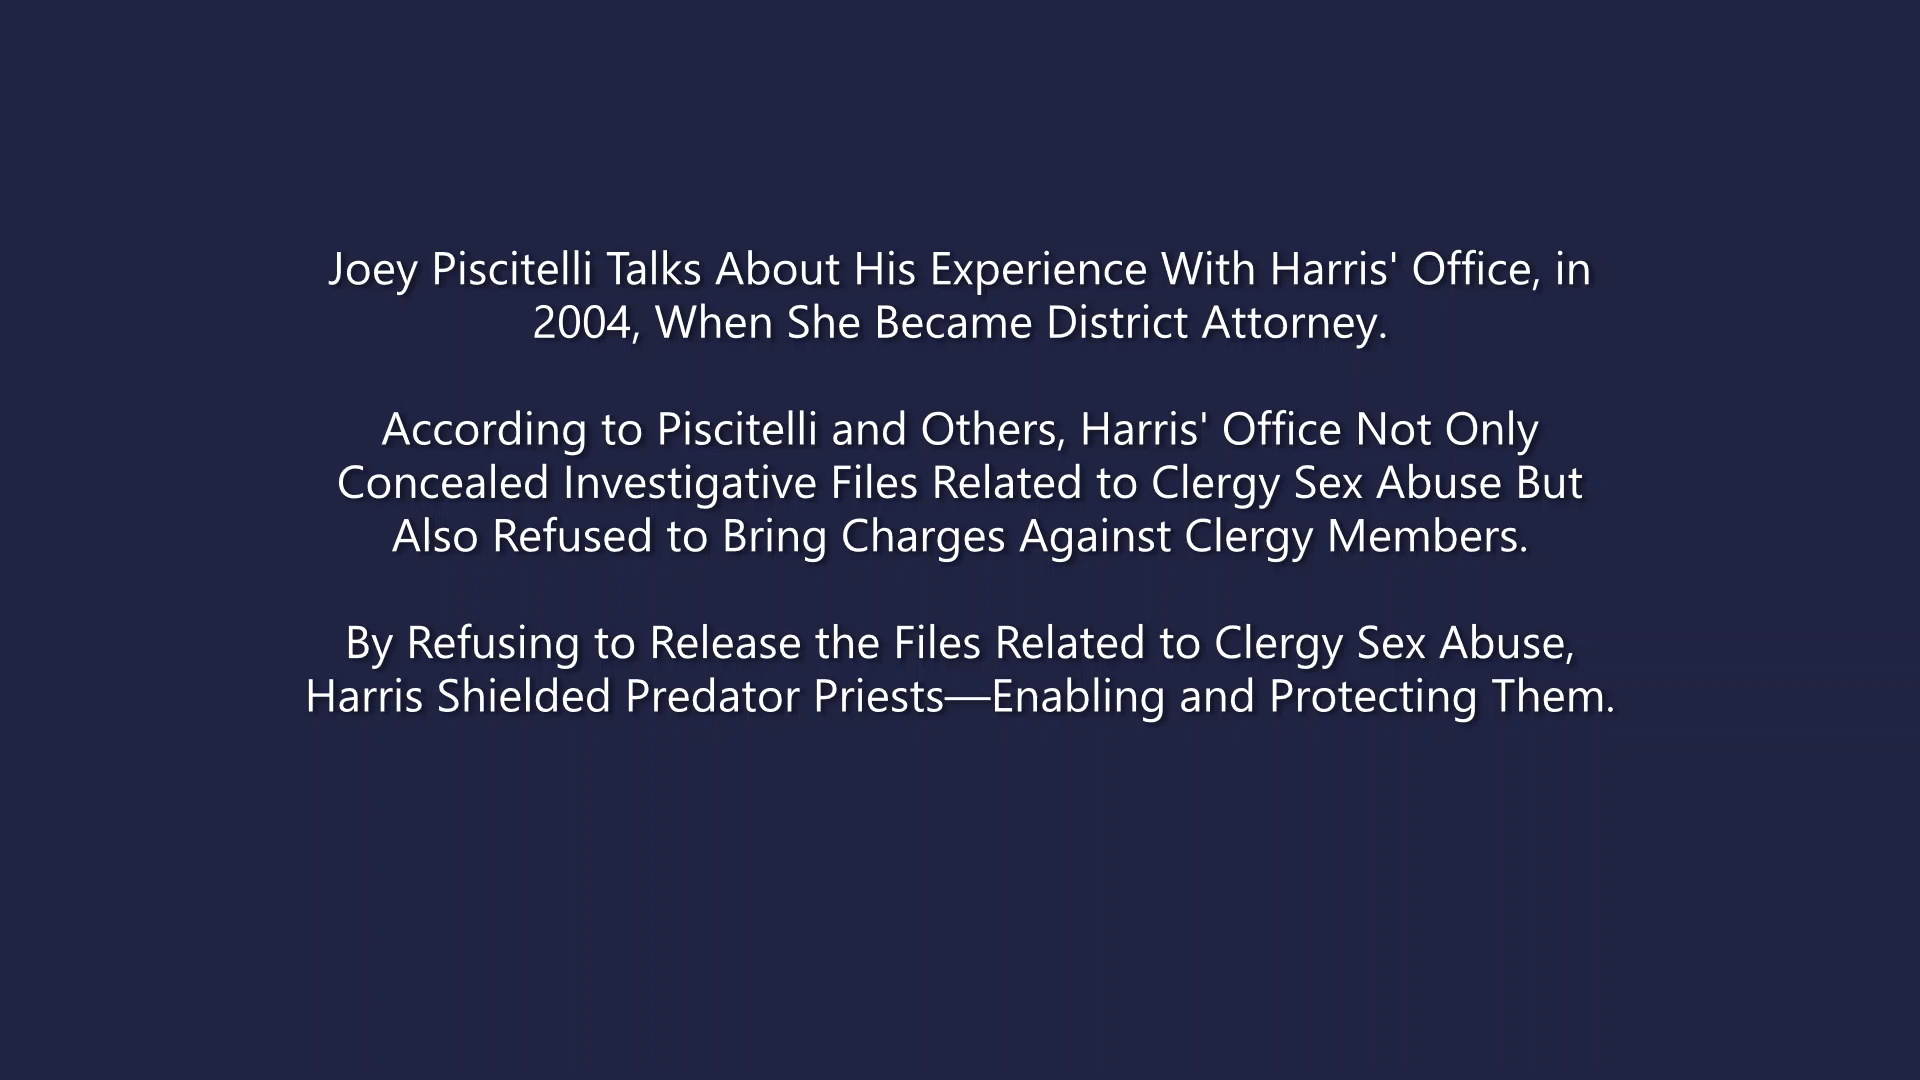 Joey Piscitelli Talks About His Experience With Harris' Office, in
2004, When She Became District Attorney.
According to Piscitelli and Others, Harris' Office Not Only
Concealed Investigative Files Related to Clergy Sex Abuse But
Also Refused to Bring Charges Against Clergy Members.
By Refusing to Release the Files Related to Clergy Sex Abuse,
Harris Shielded Predator Priests—Enabling and Protecting Them.